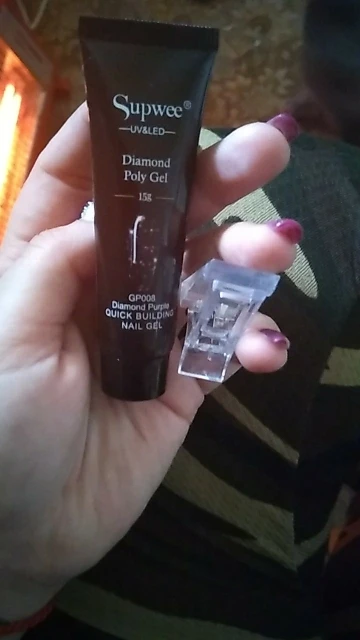 Supwee®
UV&LED
Diamond
Poly Gel
15g
GP008
Diamond Purple
QUICK BUILDING
NAIL GEL